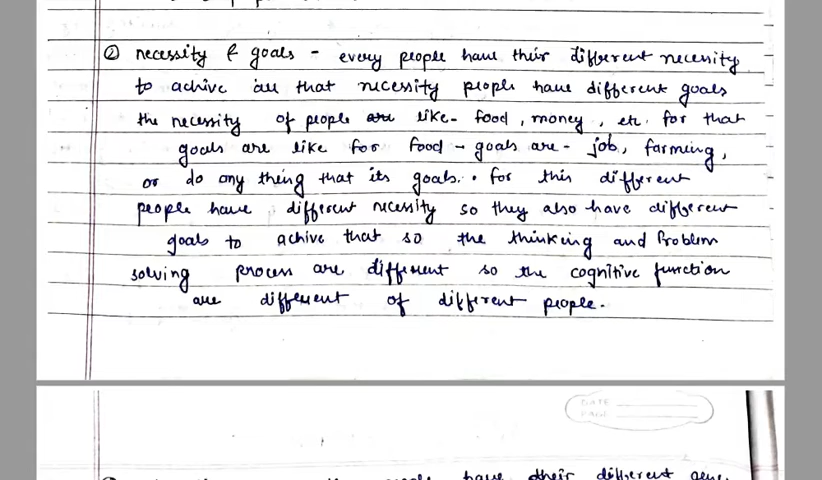 ② necessity & goals - every people have their different necessity
to achive all that necessity people have different goals
the necessity of people are like - food, money, etc. for that
goals are like for food - goals are - job, farming,
or do any thing that its goals. for this different
people have different necessity so they also have different
goals to achive that so the thinking and Problem
solving process are different so the cognitive function
are different of different people.
DATE
PAGE
have their different